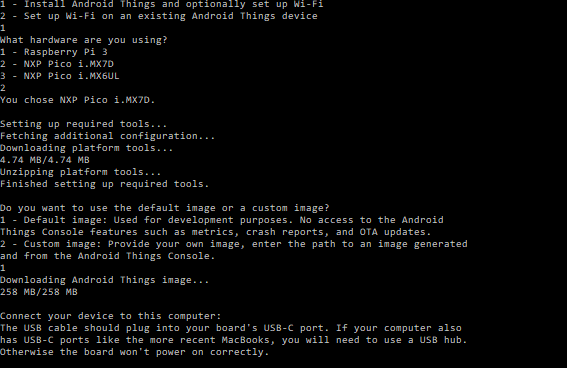 1 - Install Android Things and optionally set up Wi-Fi
2 - Set up Wi-Fi on an existing Android Things device
1
What hardware are you using?
1 - Raspberry Pi 3
2 - NXP Pico i.MX7D
3 - NXP Pico i.MX6UL
2
You chose NXP Pico i.MX7D.
Setting up required tools...
Fetching additional configuration...
Downloading platform tools...
4.74 MB/4.74 MB
Unzipping platform tools...
Finished setting up required tools.
Do you want to use the default image or a custom image?
1 - Default image: Used for development purposes. No access to the Android
Things Console features such as metrics, crash reports, and OTA updates.
2 - Custom image: Provide your own image, enter the path to an image generated
and from the Android Things Console.
1
Downloading Android Things image...
258 MB/258 MB
Connect your device to this computer:
The USB cable should plug into your board's USB-C port. If your computer also
has USB-C ports like the more recent MacBooks, you will need to use a USB hub.
Otherwise the board won't power on correctly.